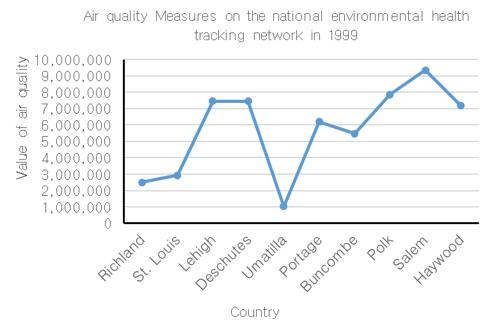 Air quality Measures on the national environmental health
tracking network in 1999
Value of air quality
10,000,000
9,000,000
8,000,000
7,000,000
6,000,000
5,000,000
4,000,000
3,000,000
2,000,000
1,000,000
0
Richland
St. Louis
Lehigh
Deschutes
Umatilla
Portage
Buncombe
Polk
Salem
Haywood
Country